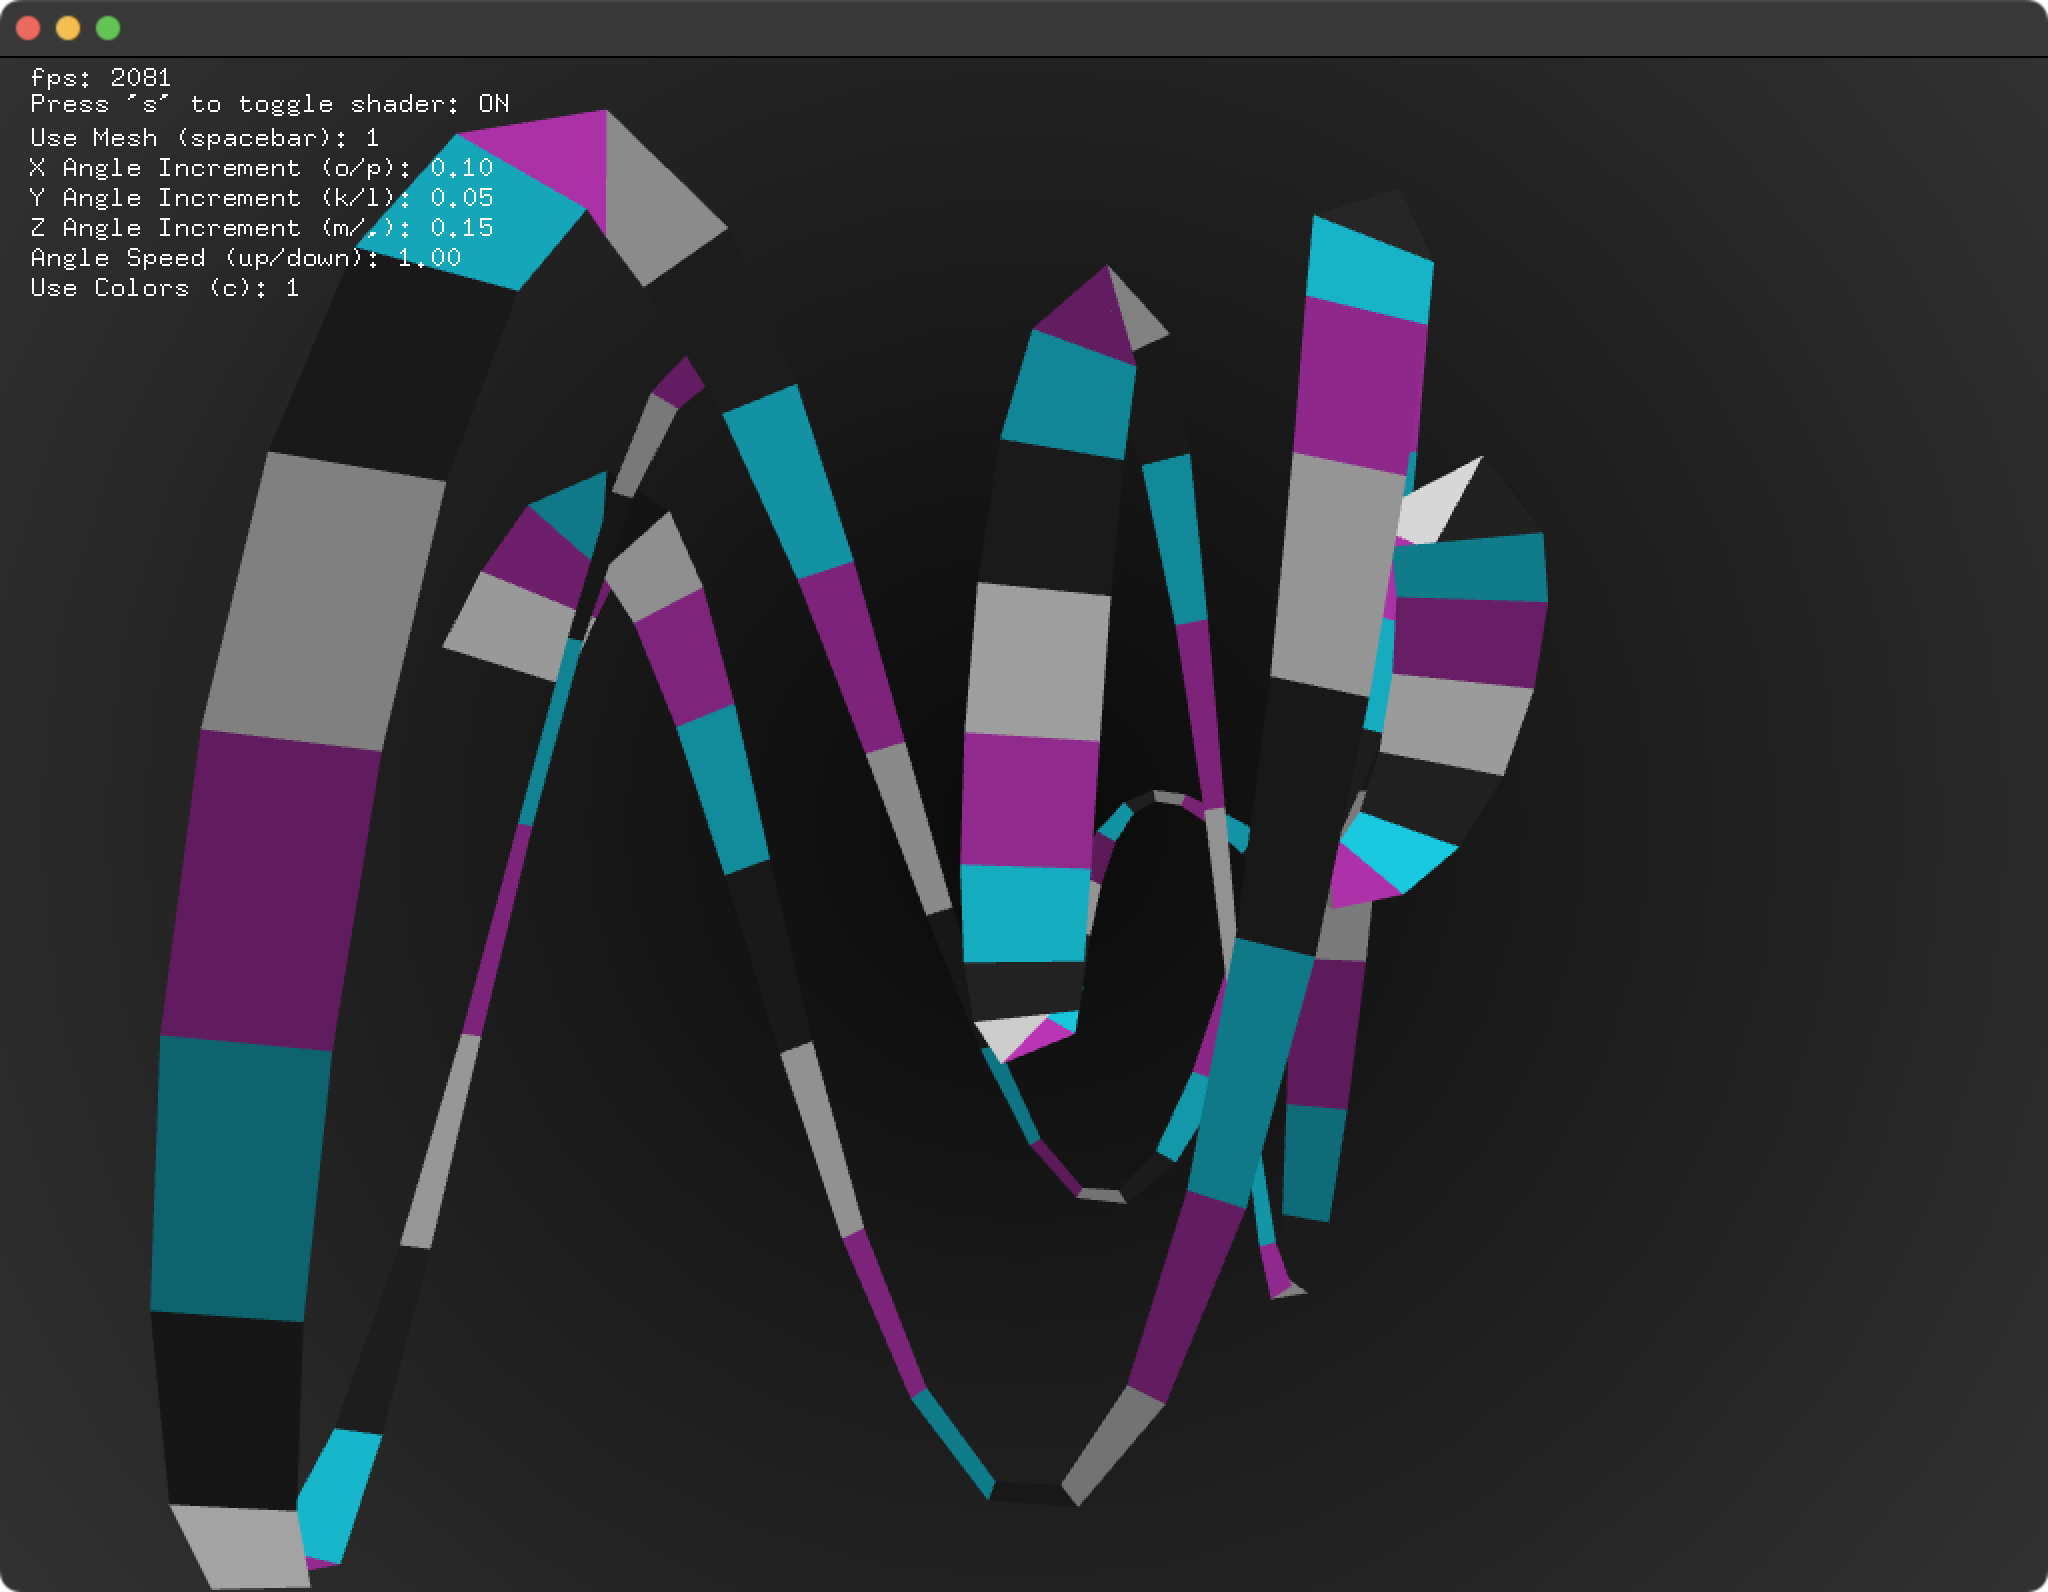 fps: 2081
Press 's' to toggle shader: ON
Use Mesh (spacebar): 1
X Angle Increment (o/p): 0.10
Y Angle Increment (k/l): 0.05
Z Angle Increment (m/,): 0.15
Angle Speed (up/down): 1.00
Use Colors (c): 1